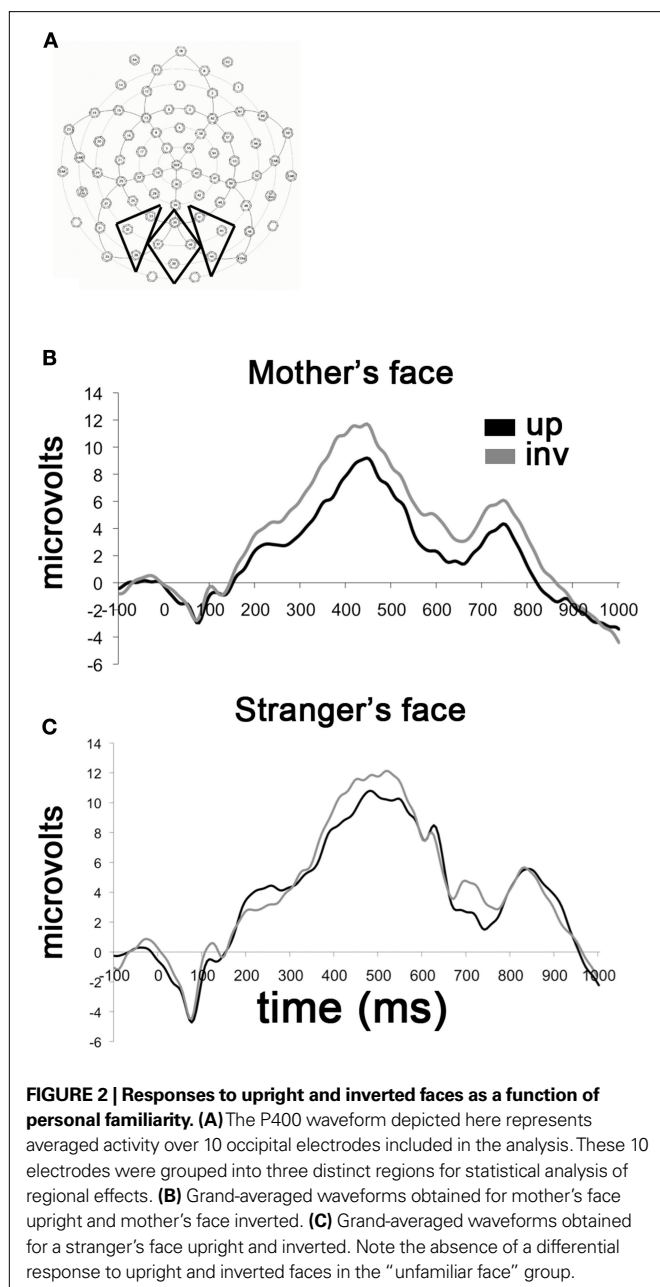 A
B
Mother's face
14
12
10
8
6
4
2
0
-2
-4
-6
microvolts
up
inv
-100 0 100 200 300 400 500 600 700 800 900 1000
C
Stranger's face
14
12
10
8
6
4
2
0
-2
-4
-6
microvolts
-100 0 100 200 300 400 500 600 700 800 900 1000
time (ms)
FIGURE 2 | Responses to upright and inverted faces as a function of
personal familiarity. (A) The P400 waveform depicted here represents
averaged activity over 10 occipital electrodes included in the analysis. These 10
electrodes were grouped into three distinct regions for statistical analysis of
regional effects. (B) Grand-averaged waveforms obtained for mother's face
upright and mother's face inverted. (C) Grand-averaged waveforms obtained
for a stranger's face upright and inverted. Note the absence of a differential
response to upright and inverted faces in the “unfamiliar face” group.